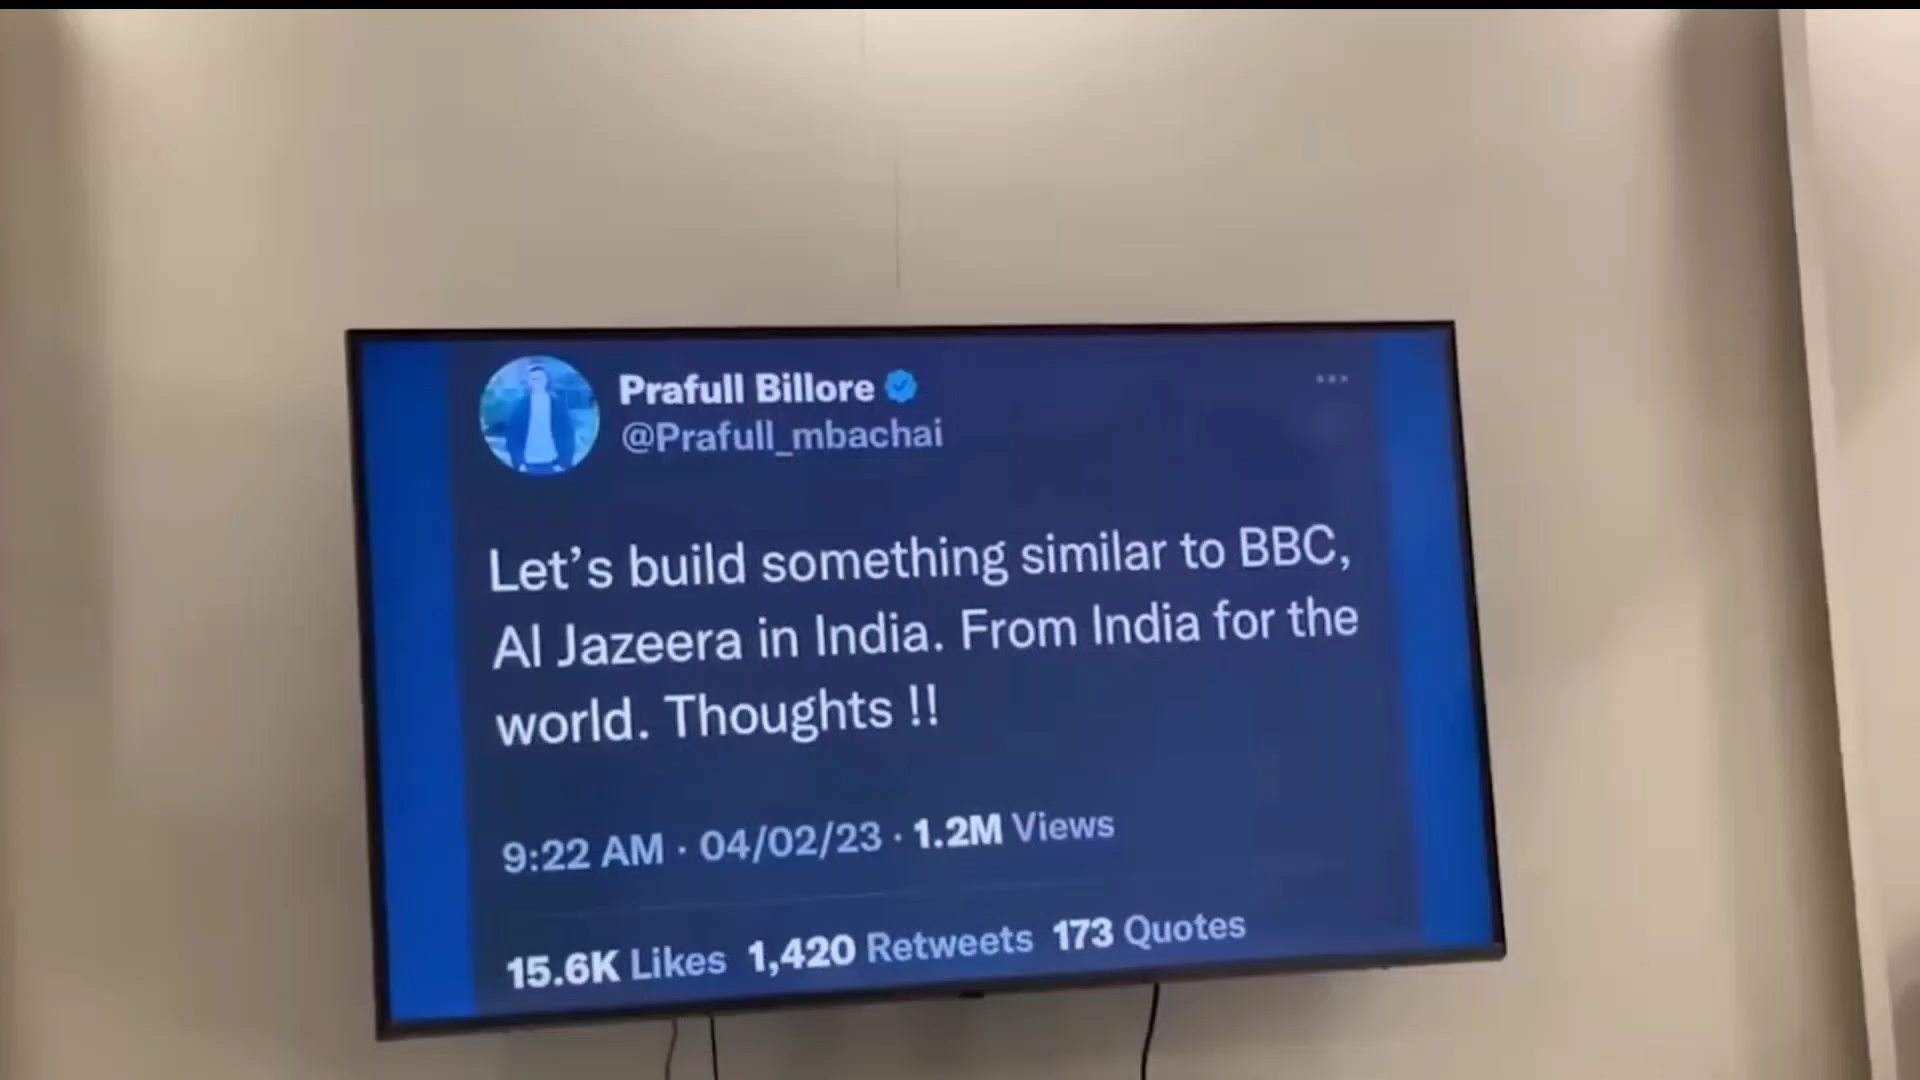 Prafull Billore
@Prafull_mbachai
Let's build something similar to BBC,
Al Jazeera in India. From India for the
world. Thoughts !!
9:22 AM · 04/02/23 · 1.2M Views
15.6K Likes 1,420 Retweets 173 Quotes